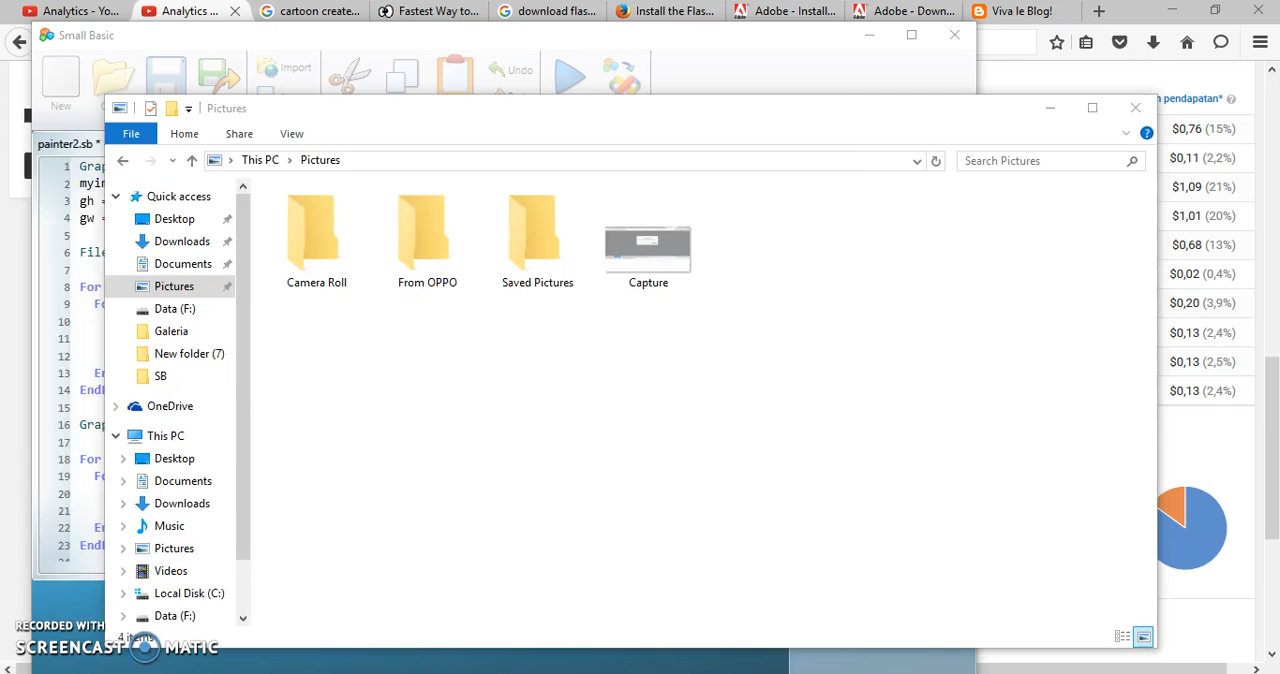 Analytics - Yo...
Analytics ...
cartoon create...
Fastest Way to...
download flas...
Install the Flas...
Adobe - Install...
Adobe - Down...
Viva le Blog!
Small Basic
New
Import
Undo
Pictures
File
Home
Share
View
This PC
Pictures
Search Pictures
painter2.sb *
1 Grap
2 myim
3 gh =
4 gw =
5
6 File
7
8 For
9 Fo
10
11
12
13 En
14 EndF
15
16 Grap
17
18 For
19 Fo
20
21
22 En
23 EndF
24
Quick access
Desktop
Downloads
Documents
Pictures
Data (F:)
Galeria
New folder (7)
SB
OneDrive
This PC
Desktop
Documents
Downloads
Music
Pictures
Videos
Local Disk (C:)
Data (F:)
Camera Roll
From OPPO
Saved Pictures
Capture
4 items
n pendapatan*
$0,76 (15%)
$0,11 (2,2%)
$1,09 (21%)
$1,01 (20%)
$0,68 (13%)
$0,02 (0,4%)
$0,20 (3,9%)
$0,13 (2,4%)
$0,13 (2,5%)
$0,13 (2,4%)
RECORDED WITH
SCREENCAST MATIC